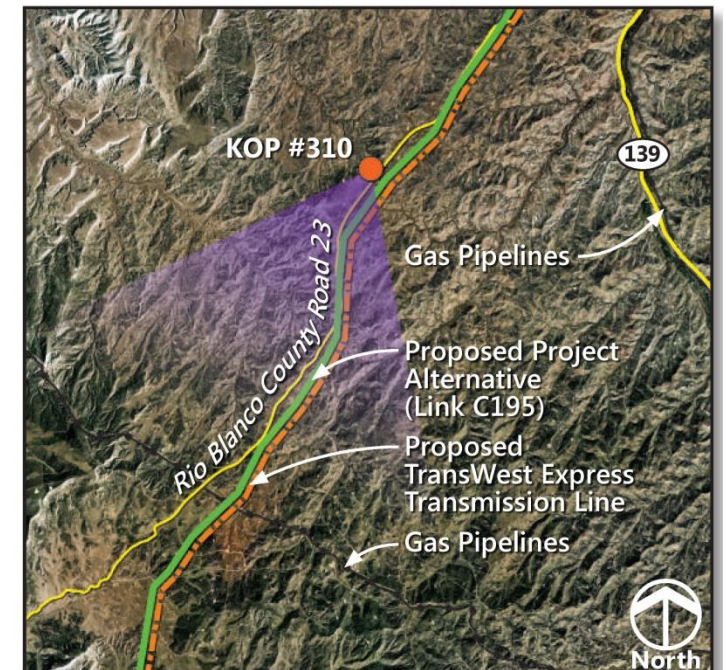 KOP #310
139
Gas Pipelines
Rio Blanco County Road 23
Proposed Project
Alternative
(Link C195)
Proposed
TransWest Express
Transmission Line
Gas Pipelines
North